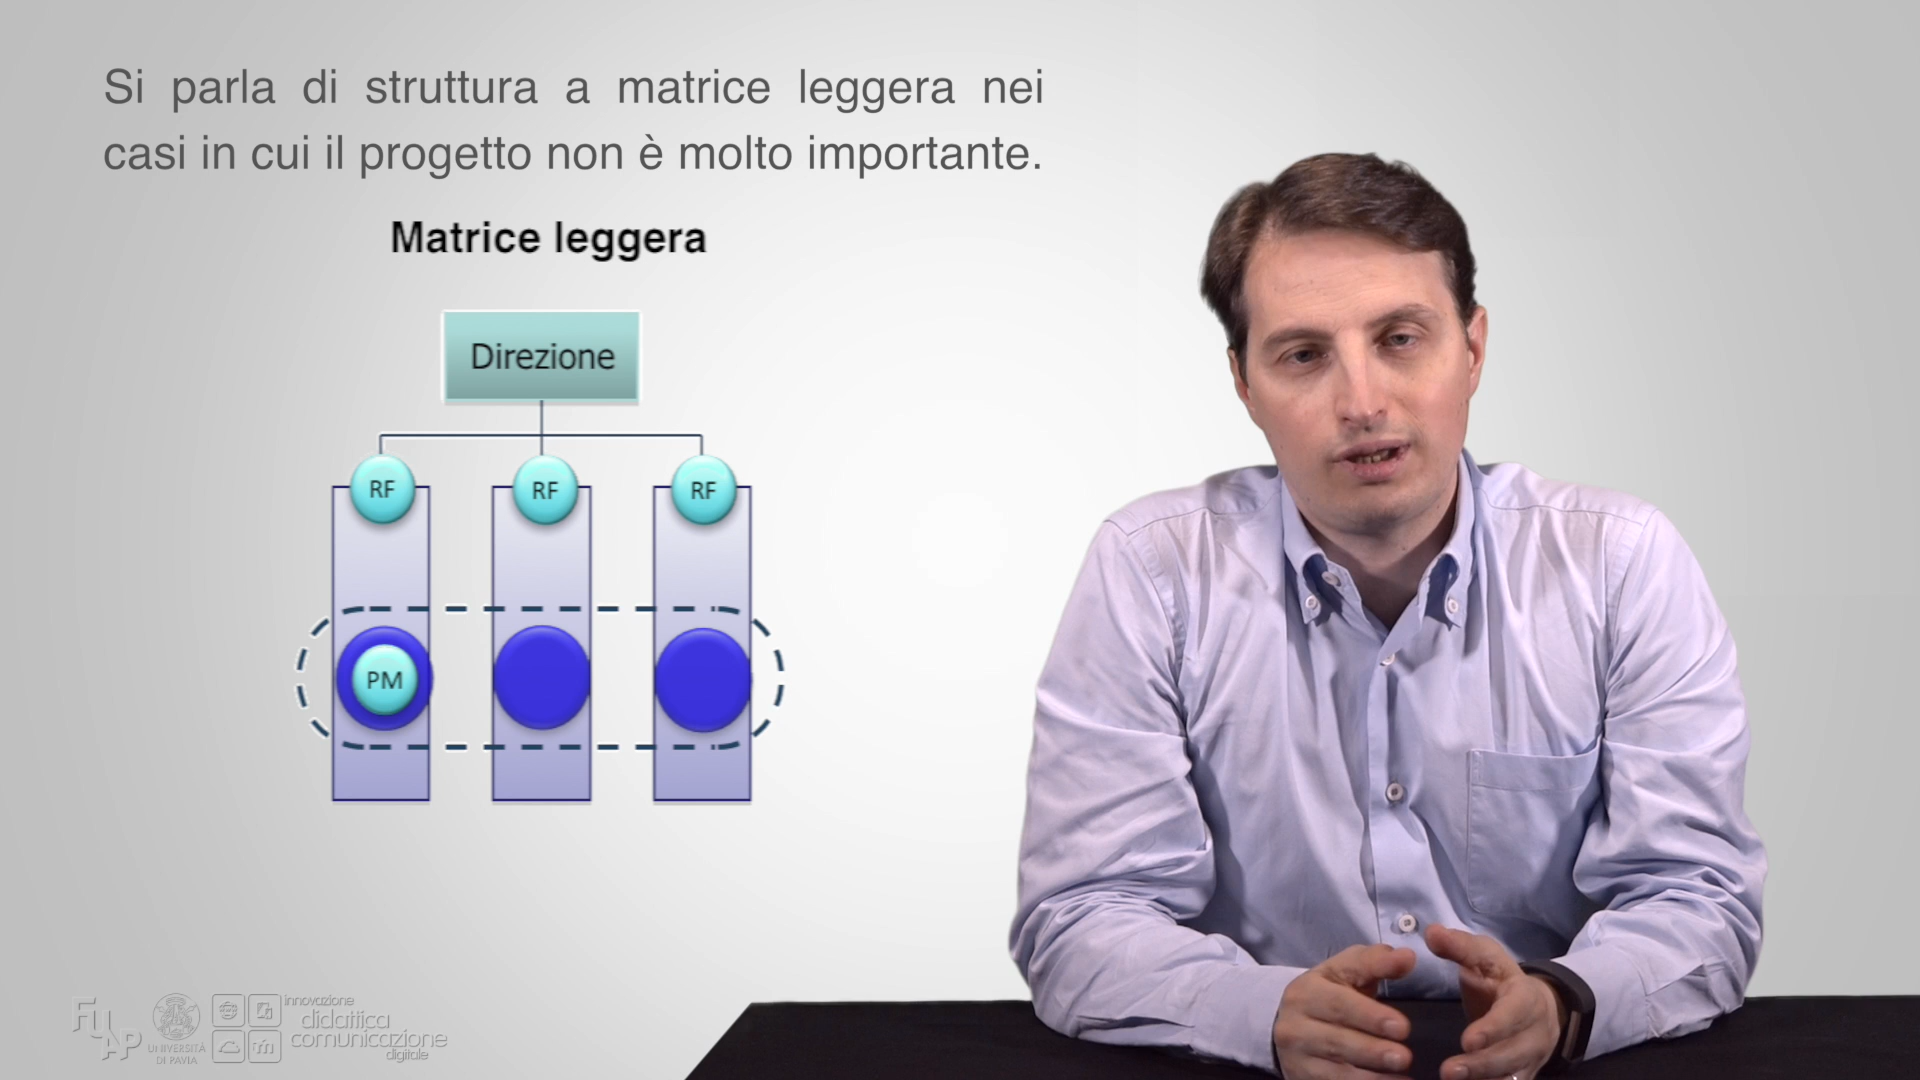 Si parla di struttura a matrice leggera nei
casi in cui il progetto non è molto importante.
Matrice leggera
Direzione
RF RF RF
PM
FUAP
UNIVERSITÀ
DI PAVIA
innovazione
didattica
comunicazione
digitale